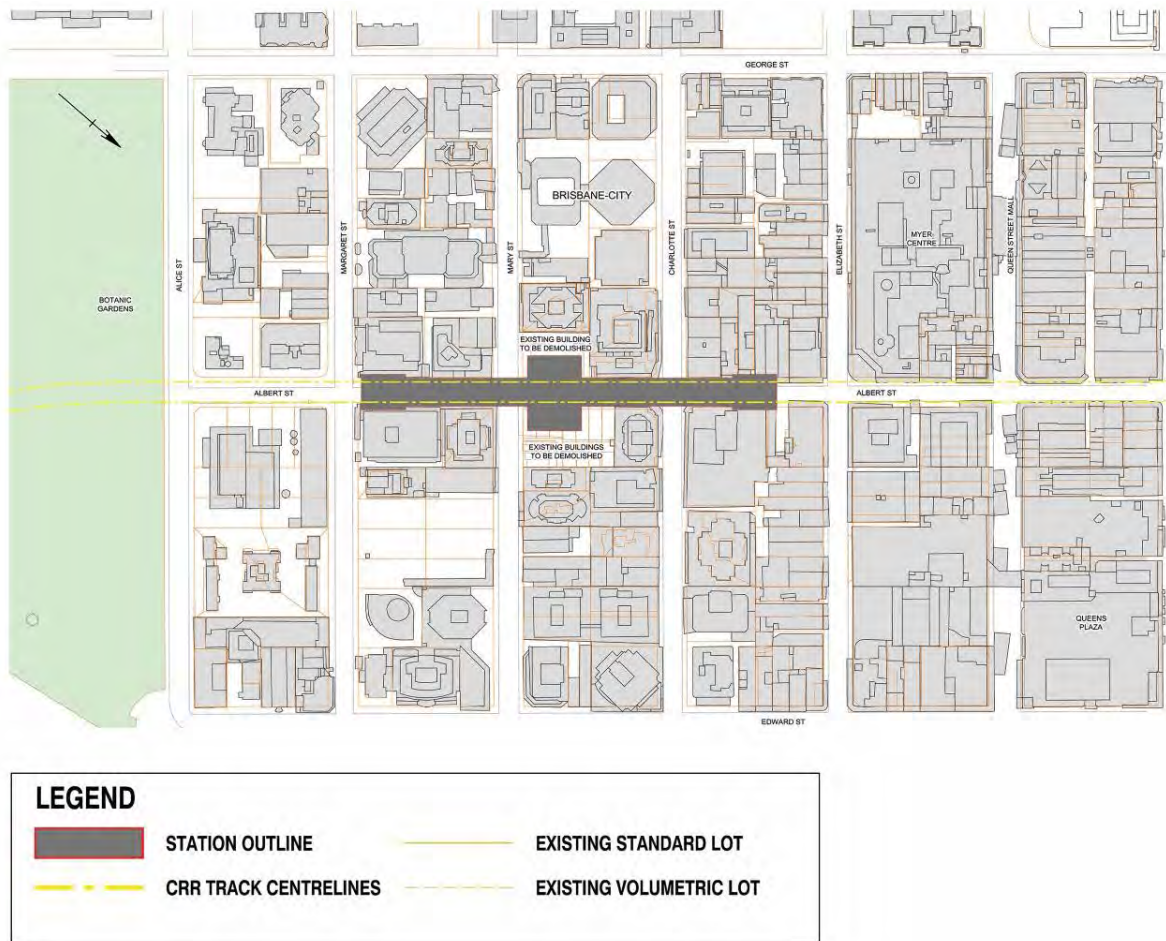 GEORGE ST
BRISBANE-CITY
ALICE ST
MARGARET ST
MARY ST
CHARLOTTE ST
ELIZABETH ST
MYER
CENTRE
QUEEN STREET MALL
BOTANIC
GARDENS
EXISTING BUILDING
TO BE DEMOLISHED
ALBERT ST
ALBERT ST
EXISTING BUILDINGS
TO BE DEMOLISHED
QUEENS
PLAZA
EDWARD ST
LEGEND
STATION OUTLINE
EXISTING STANDARD LOT
CRR TRACK CENTRELINES
EXISTING VOLUMETRIC LOT